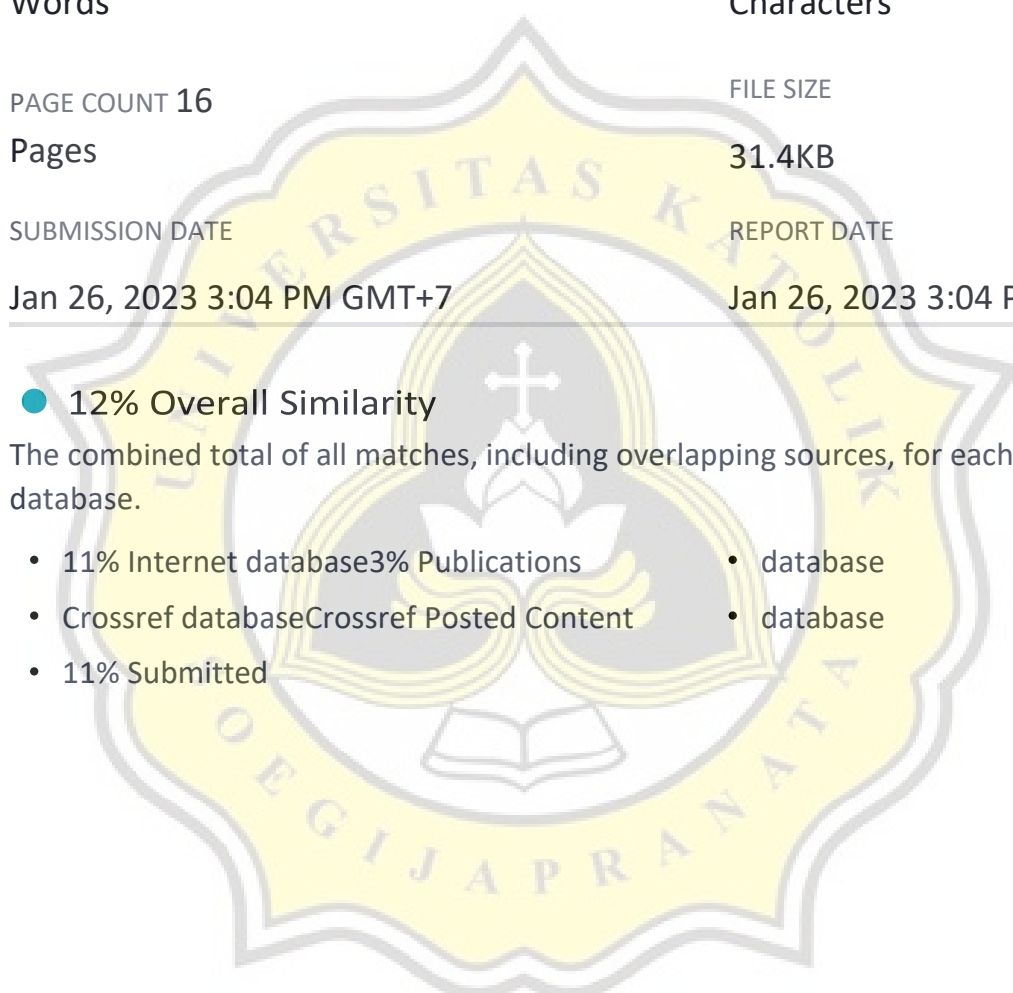 Words
Characters
PAGE COUNT 16
Pages
FILE SIZE
31.4KB
SUBMISSION DATE
REPORT DATE
Jan 26, 2023 3:04 PM GMT+7
Jan 26, 2023 3:04 P
12% Overall Similarity
The combined total of all matches, including overlapping sources, for each
database.
• 11% Internet database3% Publications
• database
• Crossref databaseCrossref Posted Content
• database
• 11% Submitted
UNIVERSITAS KATOLIK
SOEGIJAPRANATA